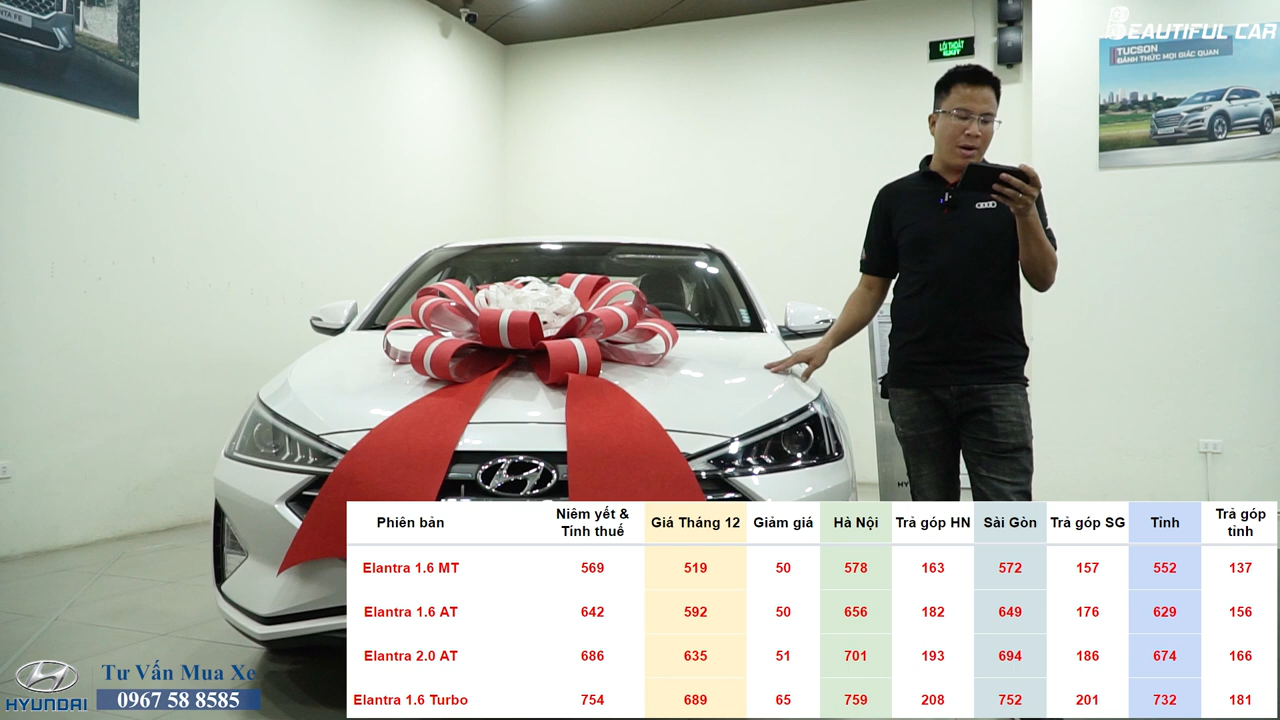 NTA FE
LỐI THOÁT
EXIT
BEAUTIFUL CAR
TUCSON
ĐÁNH THỨC MỌI GIÁC QUAN
HY
Phiên bản Niêm yết & Tính thuế Giá Tháng 12 Giảm giá Hà Nội Trả góp HN Sài Gòn Trả góp SG Tỉnh Trả góp tỉnh
Elantra 1.6 MT 569 519 50 578 163 572 157 552 137
Elantra 1.6 AT 642 592 50 656 182 649 176 629 156
Elantra 2.0 AT 686 635 51 701 193 694 186 674 166
Elantra 1.6 Turbo 754 689 65 759 208 752 201 732 181
HYUNDAI
Tư Vấn Mua Xe
0967 58 8585